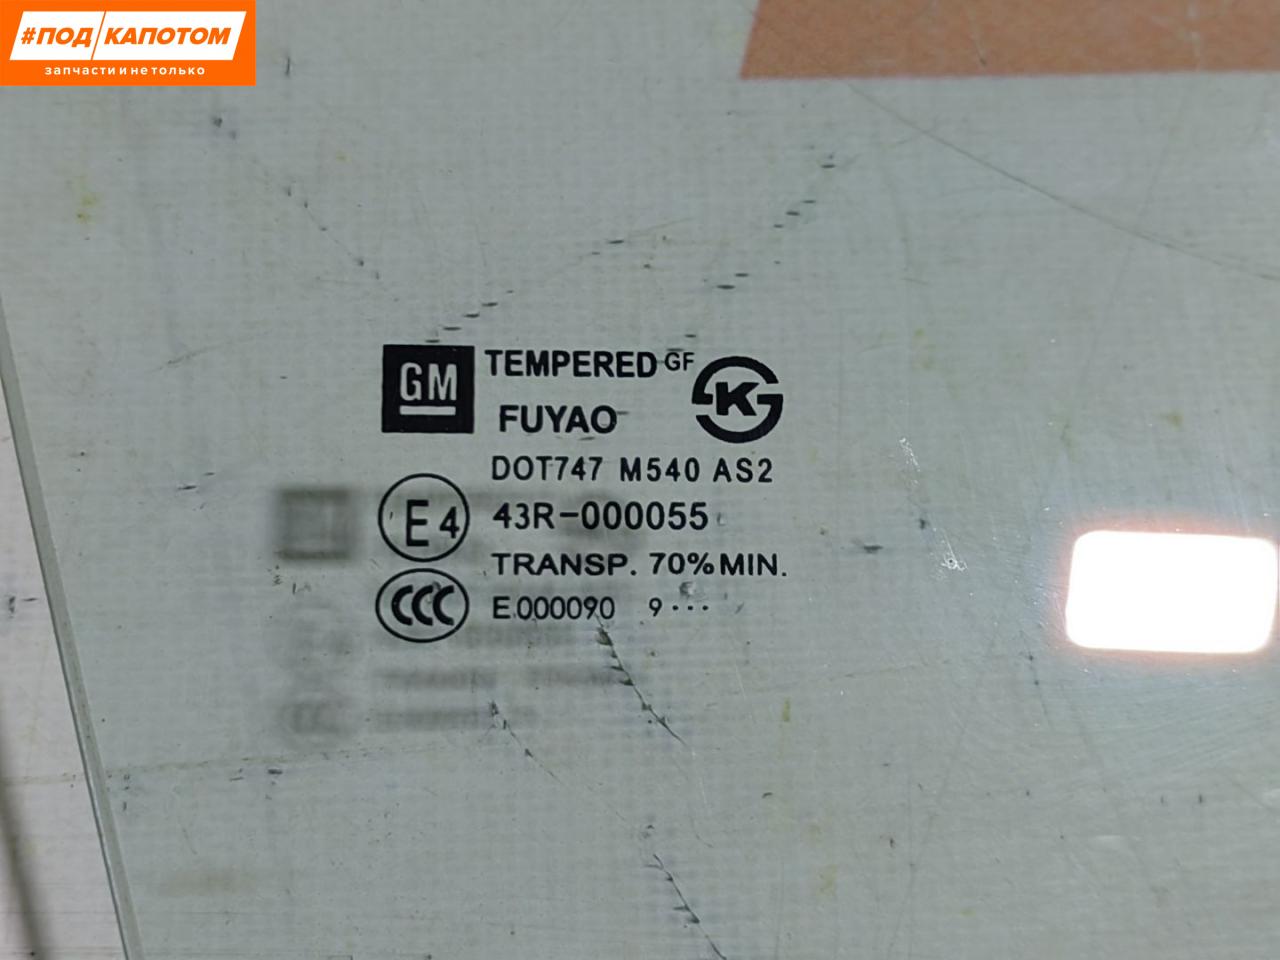 #ПОД КАПОТОМ
запчасти и не только
GM TEMPERED GF K
FUYAO
DOT747 M540 AS2
E4 43R-000055
TRANSP. 70% MIN.
CCC E000090 9...